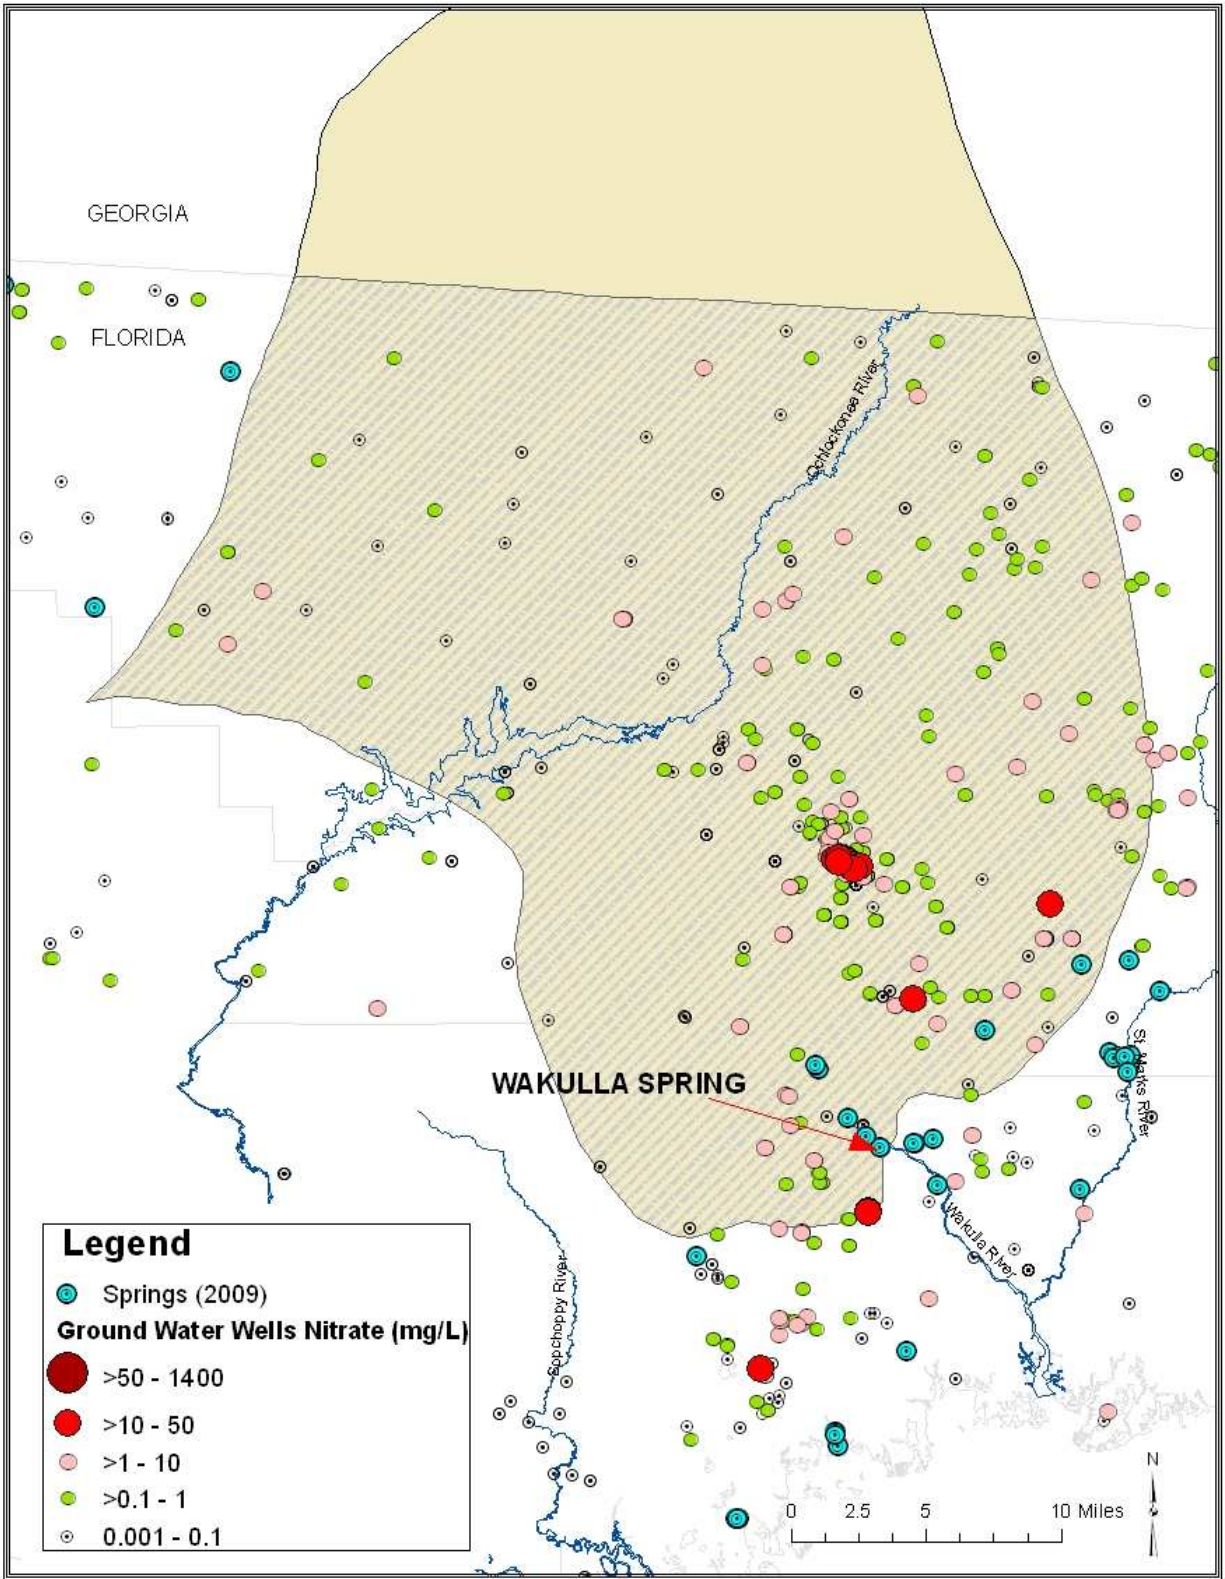 GEORGIA
FLORIDA
Ochlockonee River
WAKULLA SPRING
St. Marks River
Wakulla River
Sopchoppy River
Legend
Springs (2009)
Ground Water Wells Nitrate (mg/L)
>50 - 1400
>10 - 50
>1 - 10
>0.1 - 1
0.001 - 0.1
N
0 2.5 5 10 Miles